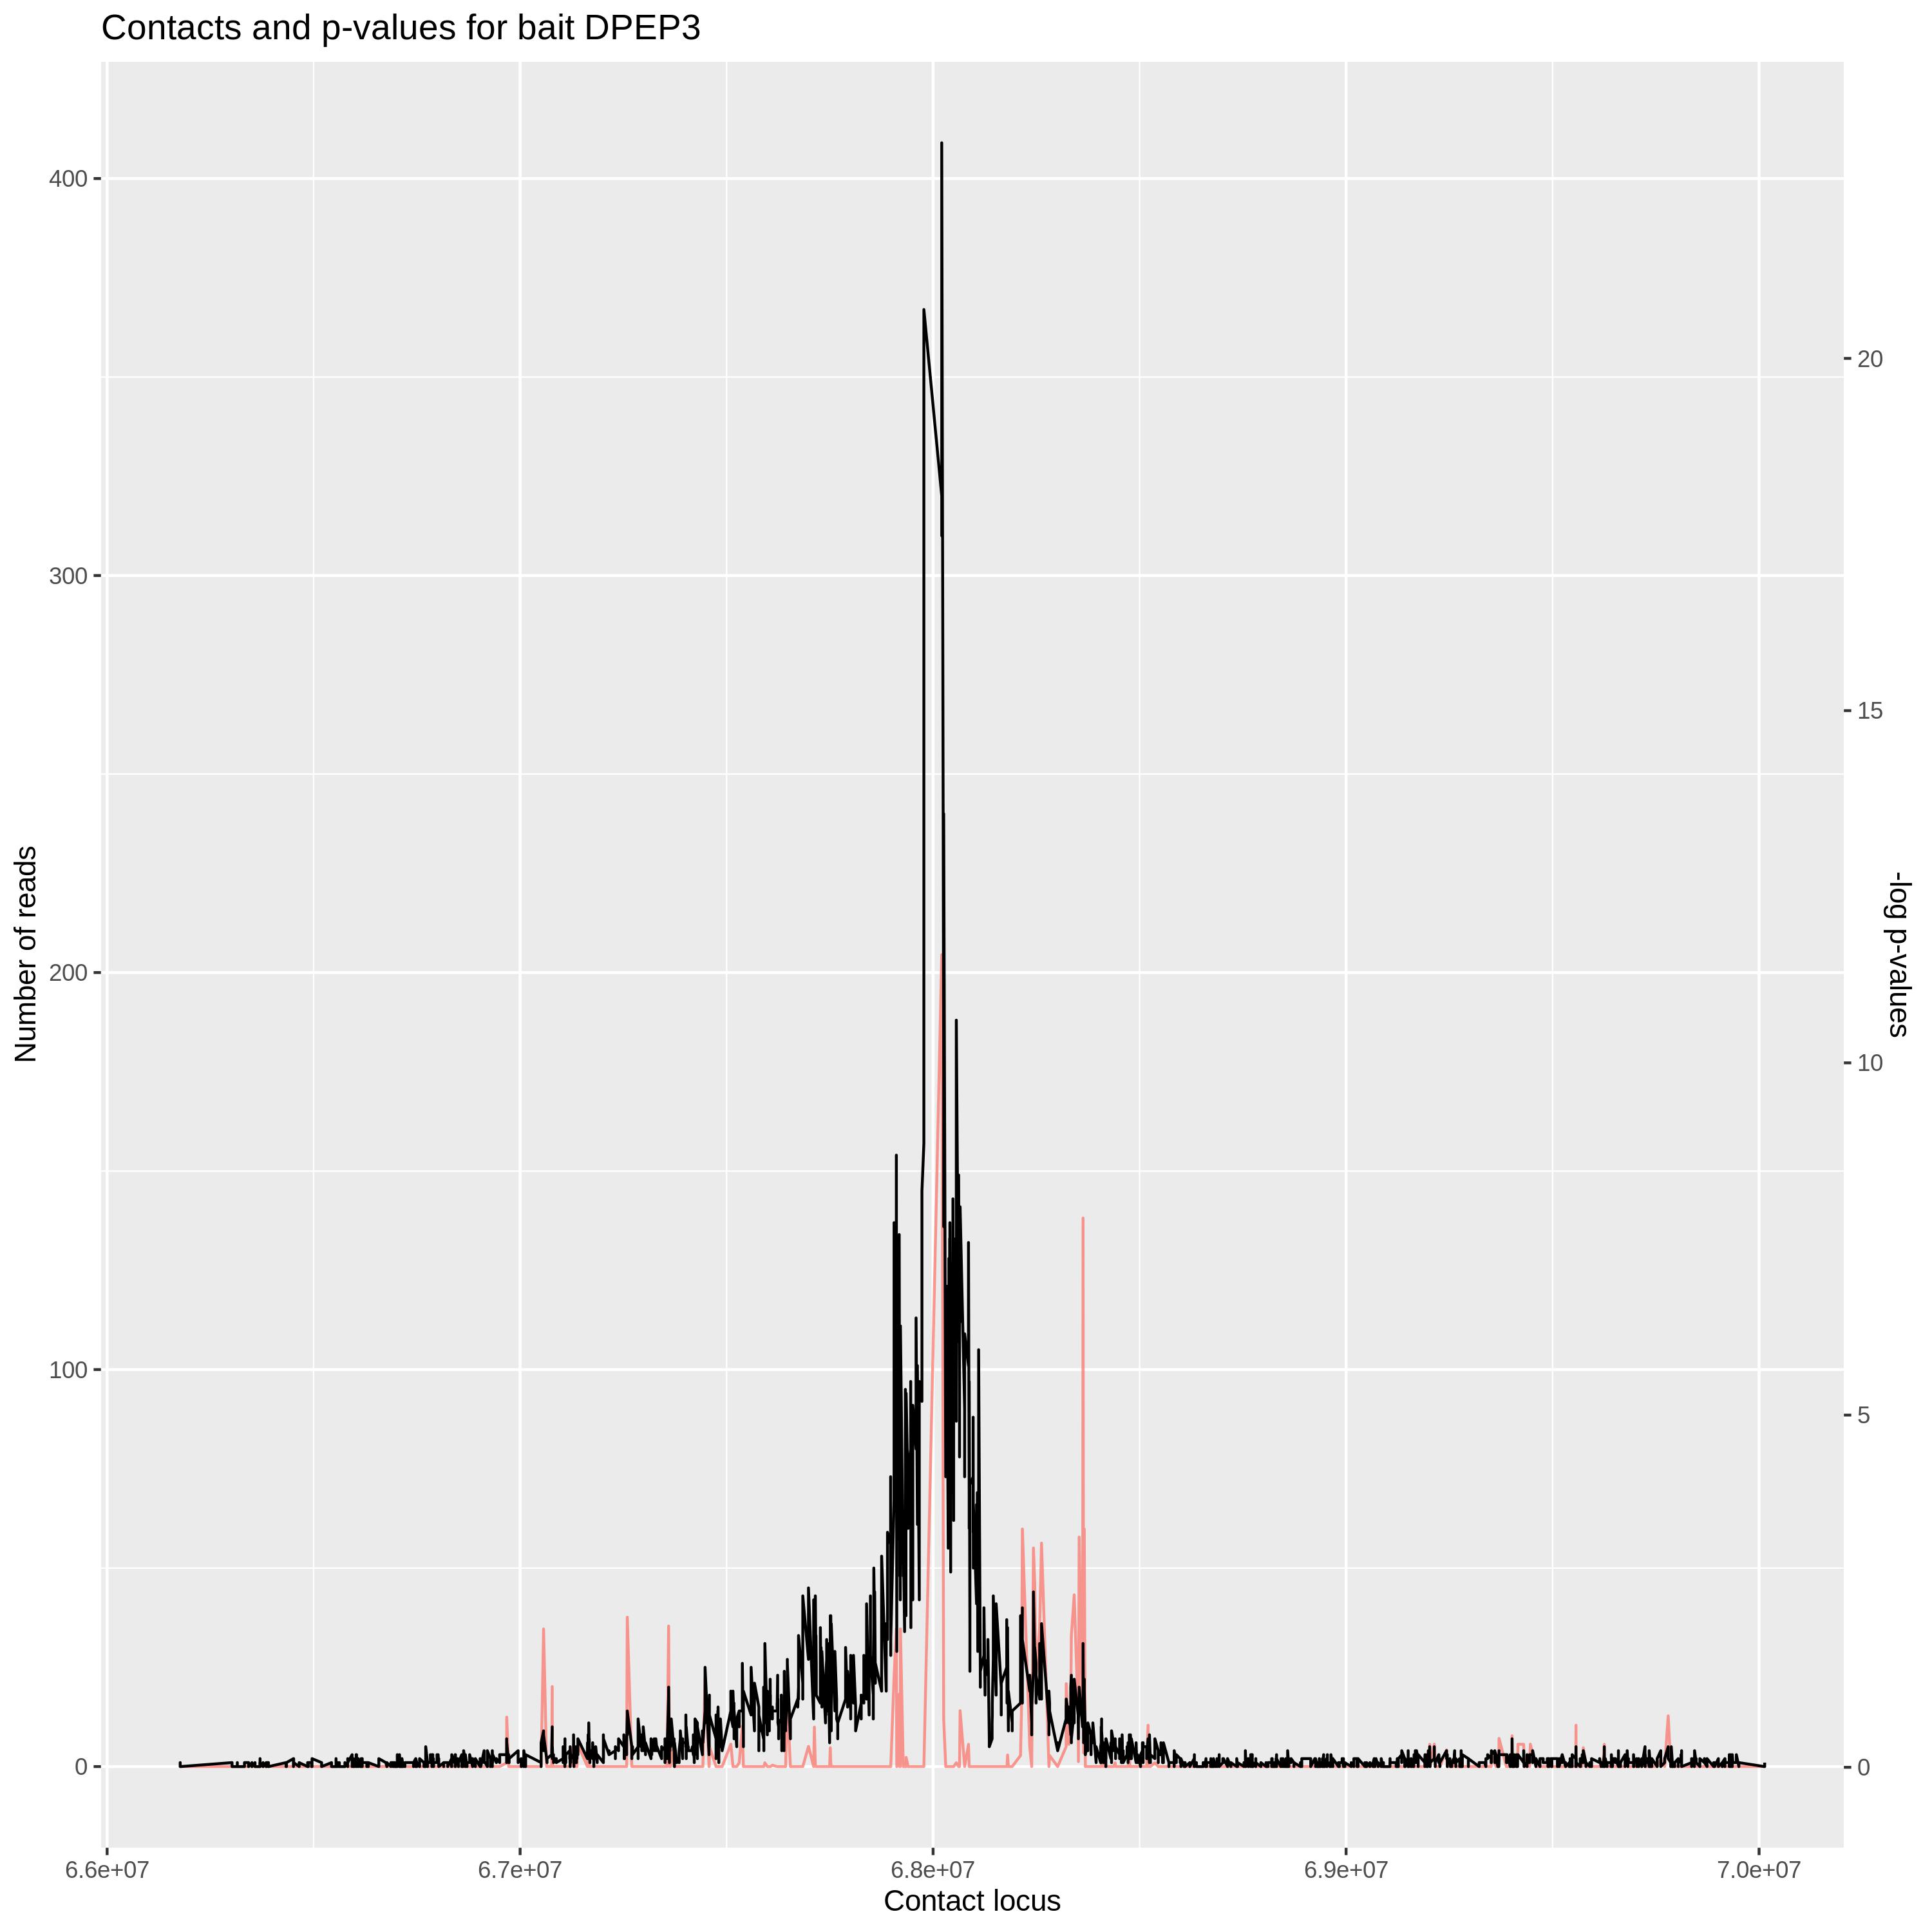 Contacts and p-values for bait DPEP3
400
300
200
100
0
Number of reads
20
15
10
5
0
-log p-values
6.6e+07
6.7e+07
6.8e+07
6.9e+07
7.0e+07
Contact locus